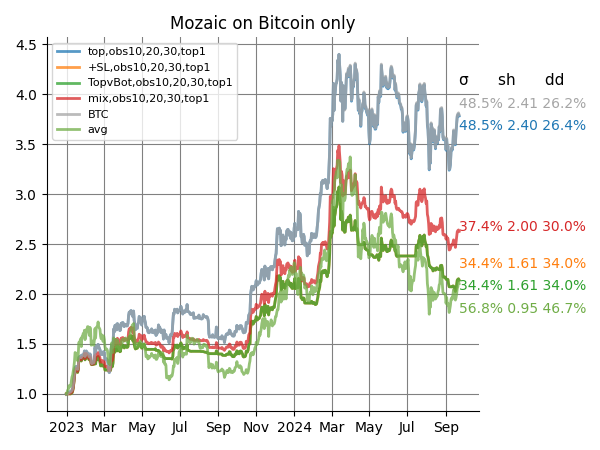 Mozaic on Bitcoin only
top,obs10,20,30,top1
+SL,obs10,20,30,top1
TopvBot,obs10,20,30,top1
mix,obs10,20,30,top1
BTC
avg
σ sh dd
48.5% 2.41 26.2%
48.5% 2.40 26.4%
37.4% 2.00 30.0%
34.4% 1.61 34.0%
34.4% 1.61 34.0%
56.8% 0.95 46.7%
4.5
4.0
3.5
3.0
2.5
2.0
1.5
1.0
2023 Mar May Jul Sep Nov 2024 Mar May Jul Sep